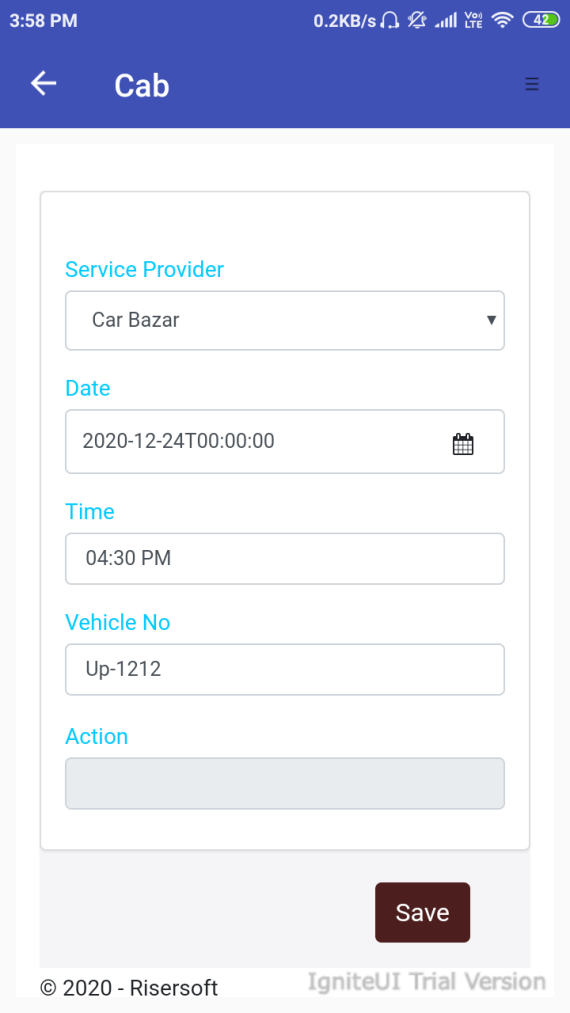 3:58 PM
0.2KB/s
Vo))
LTE
42
Cab
Service Provider
Car Bazar
Date
2020-12-24T00:00:00
Time
04:30 PM
Vehicle No
Up-1212
Action
Save
IgniteUI Trial Version
© 2020 - Risersoft